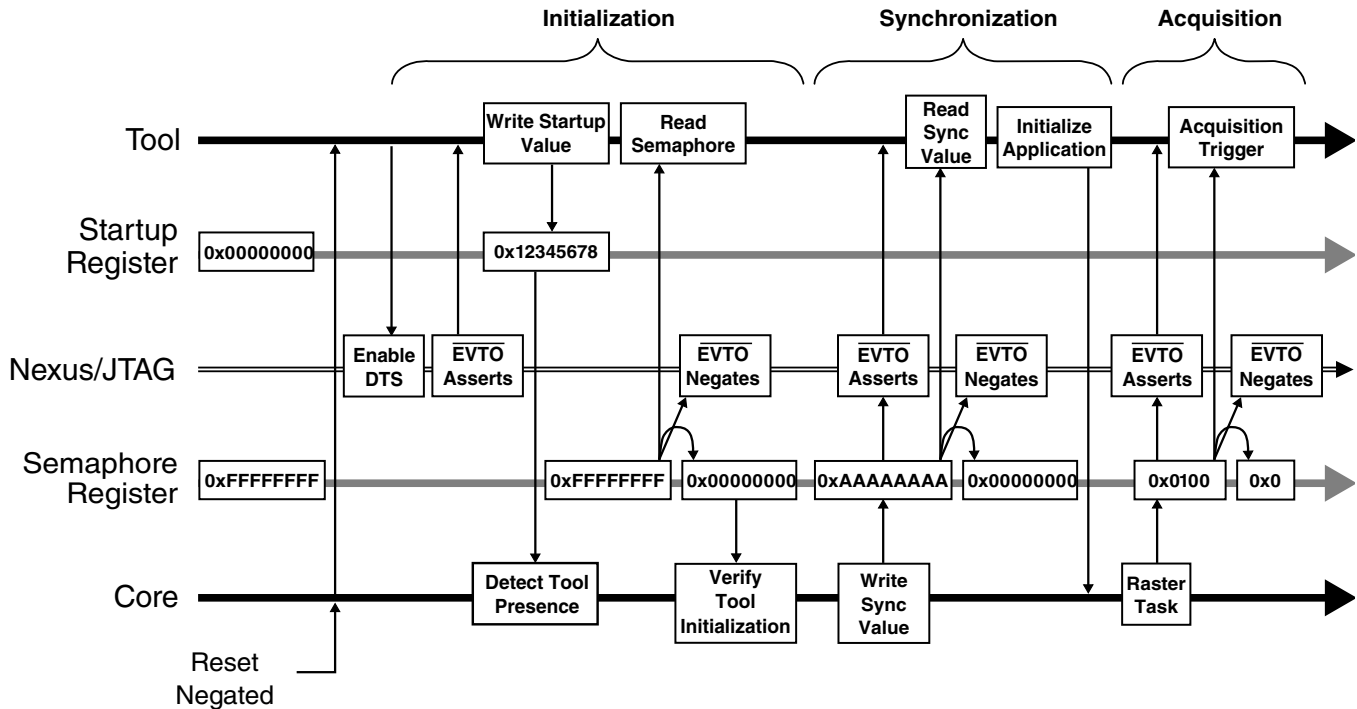 Initialization
Synchronization
Acquisition
Tool
Write Startup
Value
Read
Semaphore
Read
Sync
Value
Initialize
Application
Acquisition
Trigger
Startup
Register
0x00000000
0x12345678
Nexus/JTAG
Enable
DTS
EVTO
Asserts
EVTO
Negates
EVTO
Asserts
EVTO
Negates
EVTO
Asserts
EVTO
Negates
Semaphore
Register
0xFFFFFFFF
0xFFFFFFFF
0x00000000
0xAAAAAAAA
0x00000000
0x0100
0x0
Core
Detect Tool
Presence
Verify
Tool
Initialization
Write
Sync
Value
Raster
Task
Reset
Negated